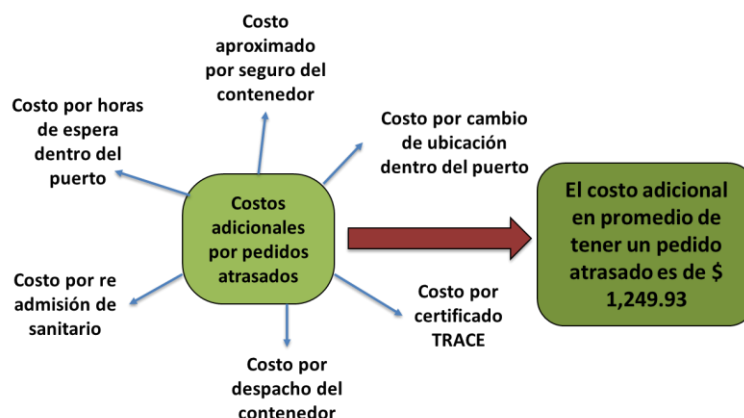 Costo
aproximado
por seguro del
contenedor
Costo por horas
de espera
dentro del
puerto
Costo por cambio
de ubicación
dentro del puerto
Costos
adicionales
por pedidos
atrasados
El costo adicional
en promedio de
tener un pedido
atrasado es de $
1,249.93
Costo por re
admisión de
sanitario
Costo por
certificado
TRACE
Costo por
despacho del
contenedor